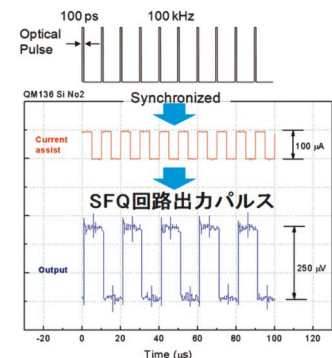 100 ps
100 kHz
Optical
Pulse
QM136 Si No2
Synchronized
Current
assist
100 μA
SFQ回路出力パルス
Output
250 μV
-20 0 20 40 60 80 100 120
Time (μs)